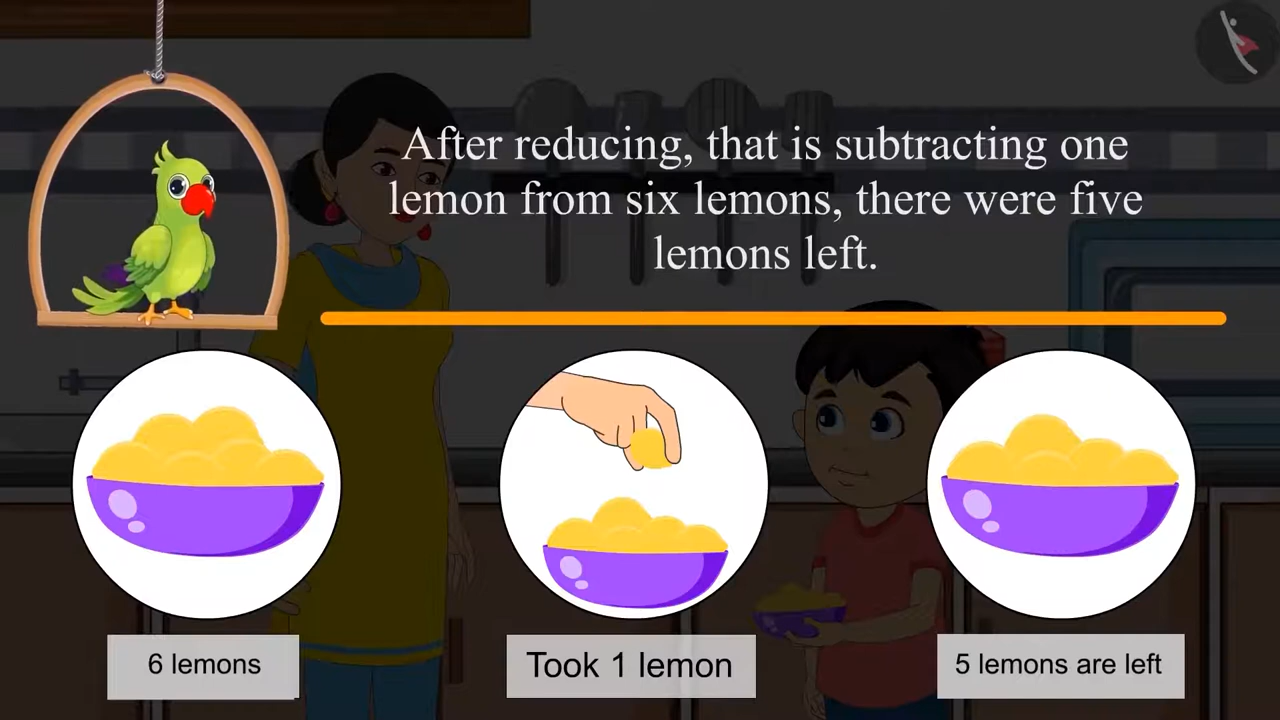 After reducing, that is subtracting one
lemon from six lemons, there were five
lemons left.
6 lemons
Took 1 lemon
5 lemons are left